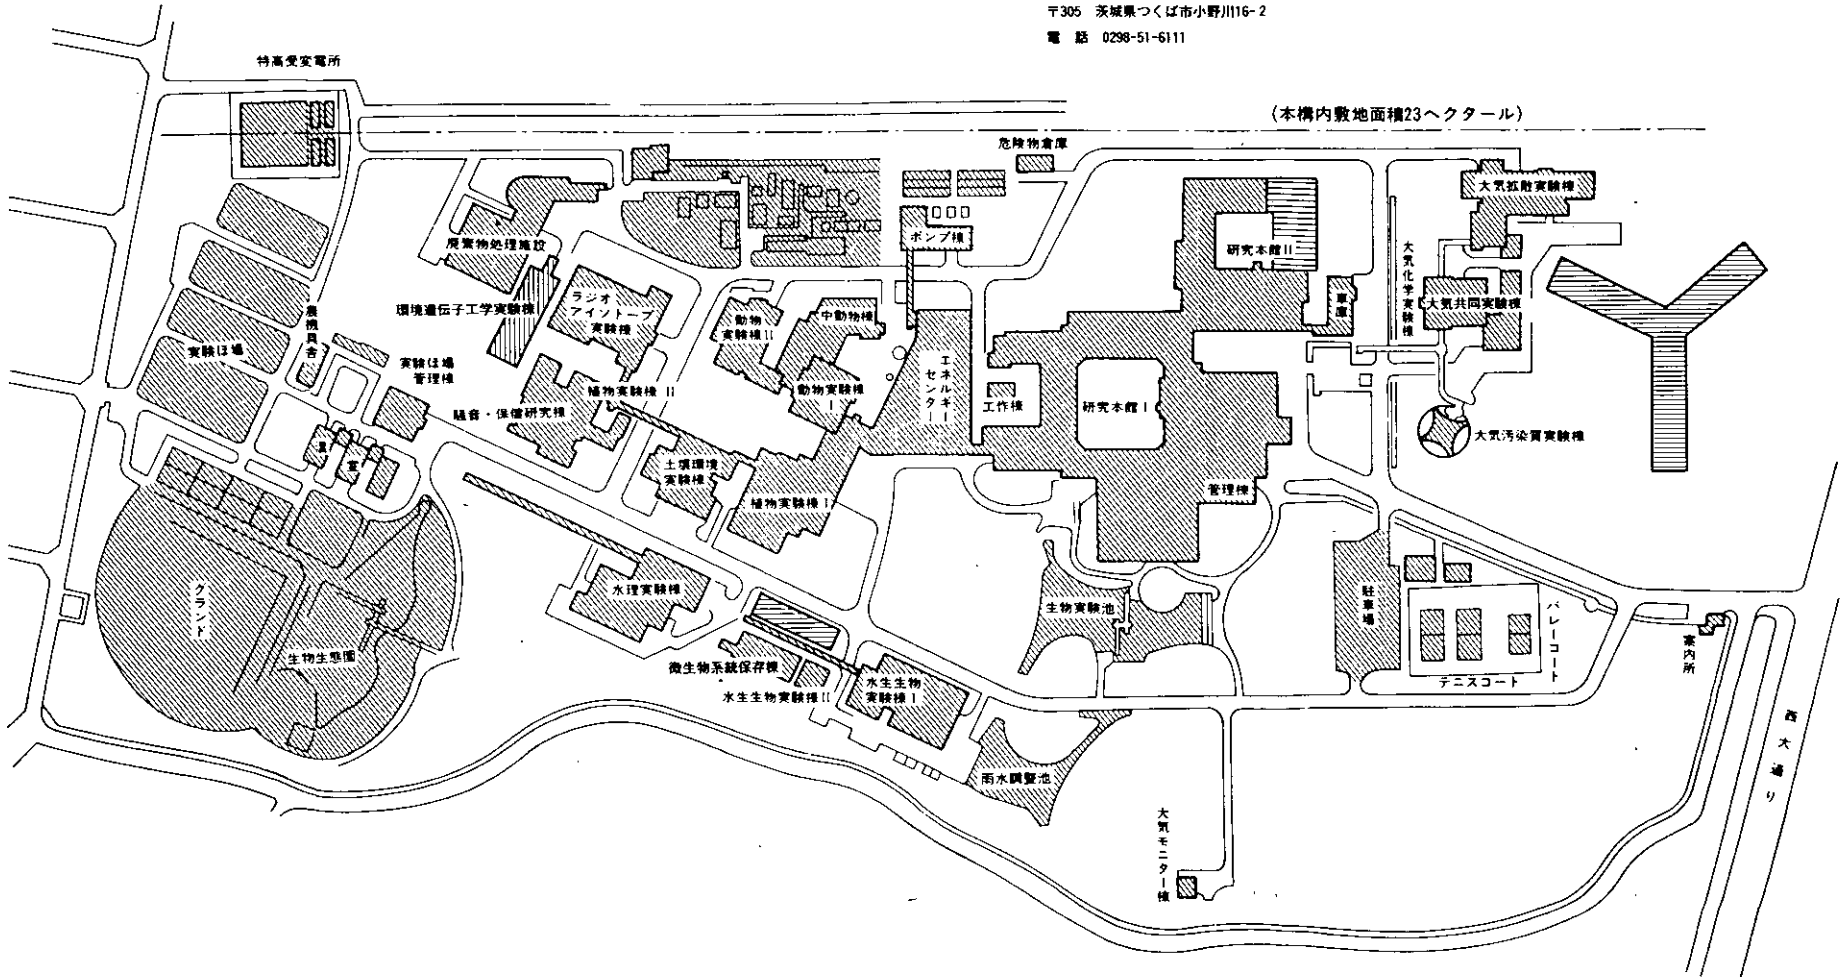 〒305 茨城県つくば市小野川16-2
電話 0298-51-6111
特高受変電所
(本構内敷地面積23ヘクタール)
危険物倉庫
大気拡散実験棟
廃棄物処理施設
ポンプ棟
研究本館II
大気化学実験棟
車庫
大気共同実験棟
環境遺伝子工学実験棟
ラジオ
アイソトープ
実験棟
動物
実験棟II
中動物棟
農機具舎
実験ほ場
実験ほ場
管理棟
エネルギー
センター
植物実験棟 II
動物実験棟
I
工作棟
研究本館 I
騒音・保健研究棟
大気汚染質実験棟
温
室
土壌環境
実験棟
植物実験棟 I
管理棟
グランド
水理実験棟
生物実験池
駐車場
バレーコート
案内所
生物生態園
微生物系統保存棟
水生生物実験棟II
水生生物
実験棟 I
テニスコート
西大通り
雨水調整池
大気モニター棟